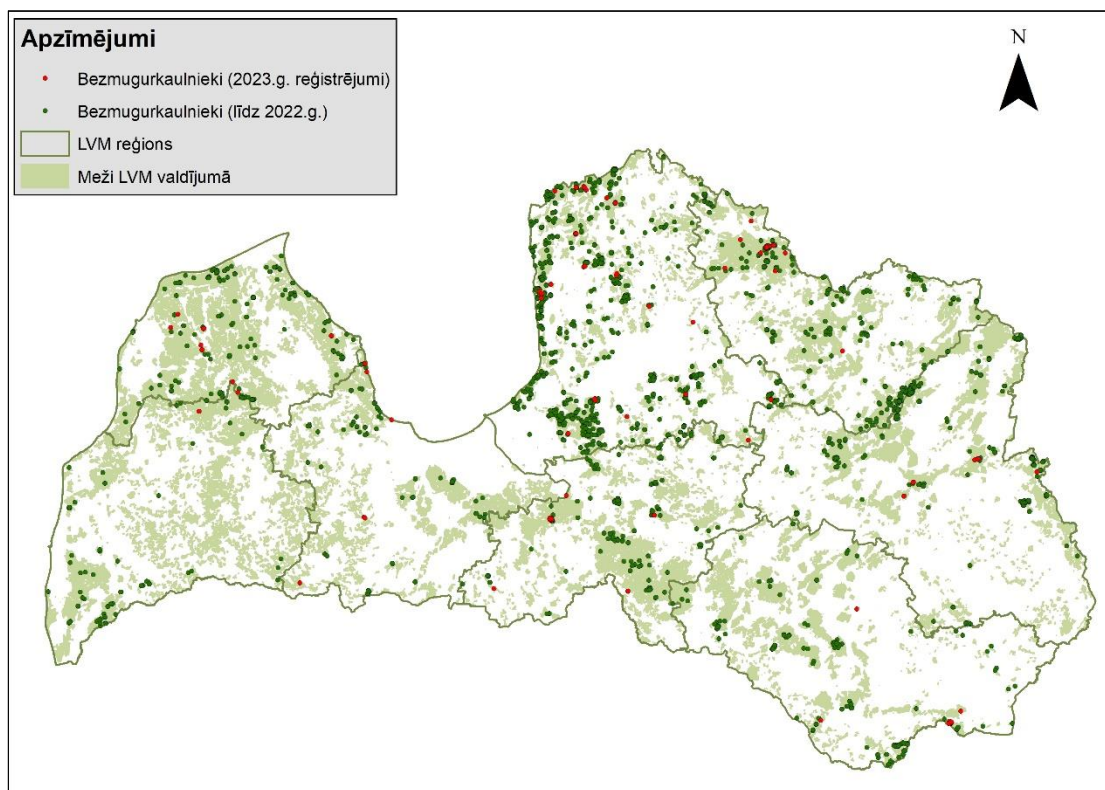 Apzīmējumi
Bezmugurkaulnieki (2023.g. reģistrējumi)
Bezmugurkaulnieki (līdz 2022.g.)
LVM reģions
Meži LVM valdījumā
N